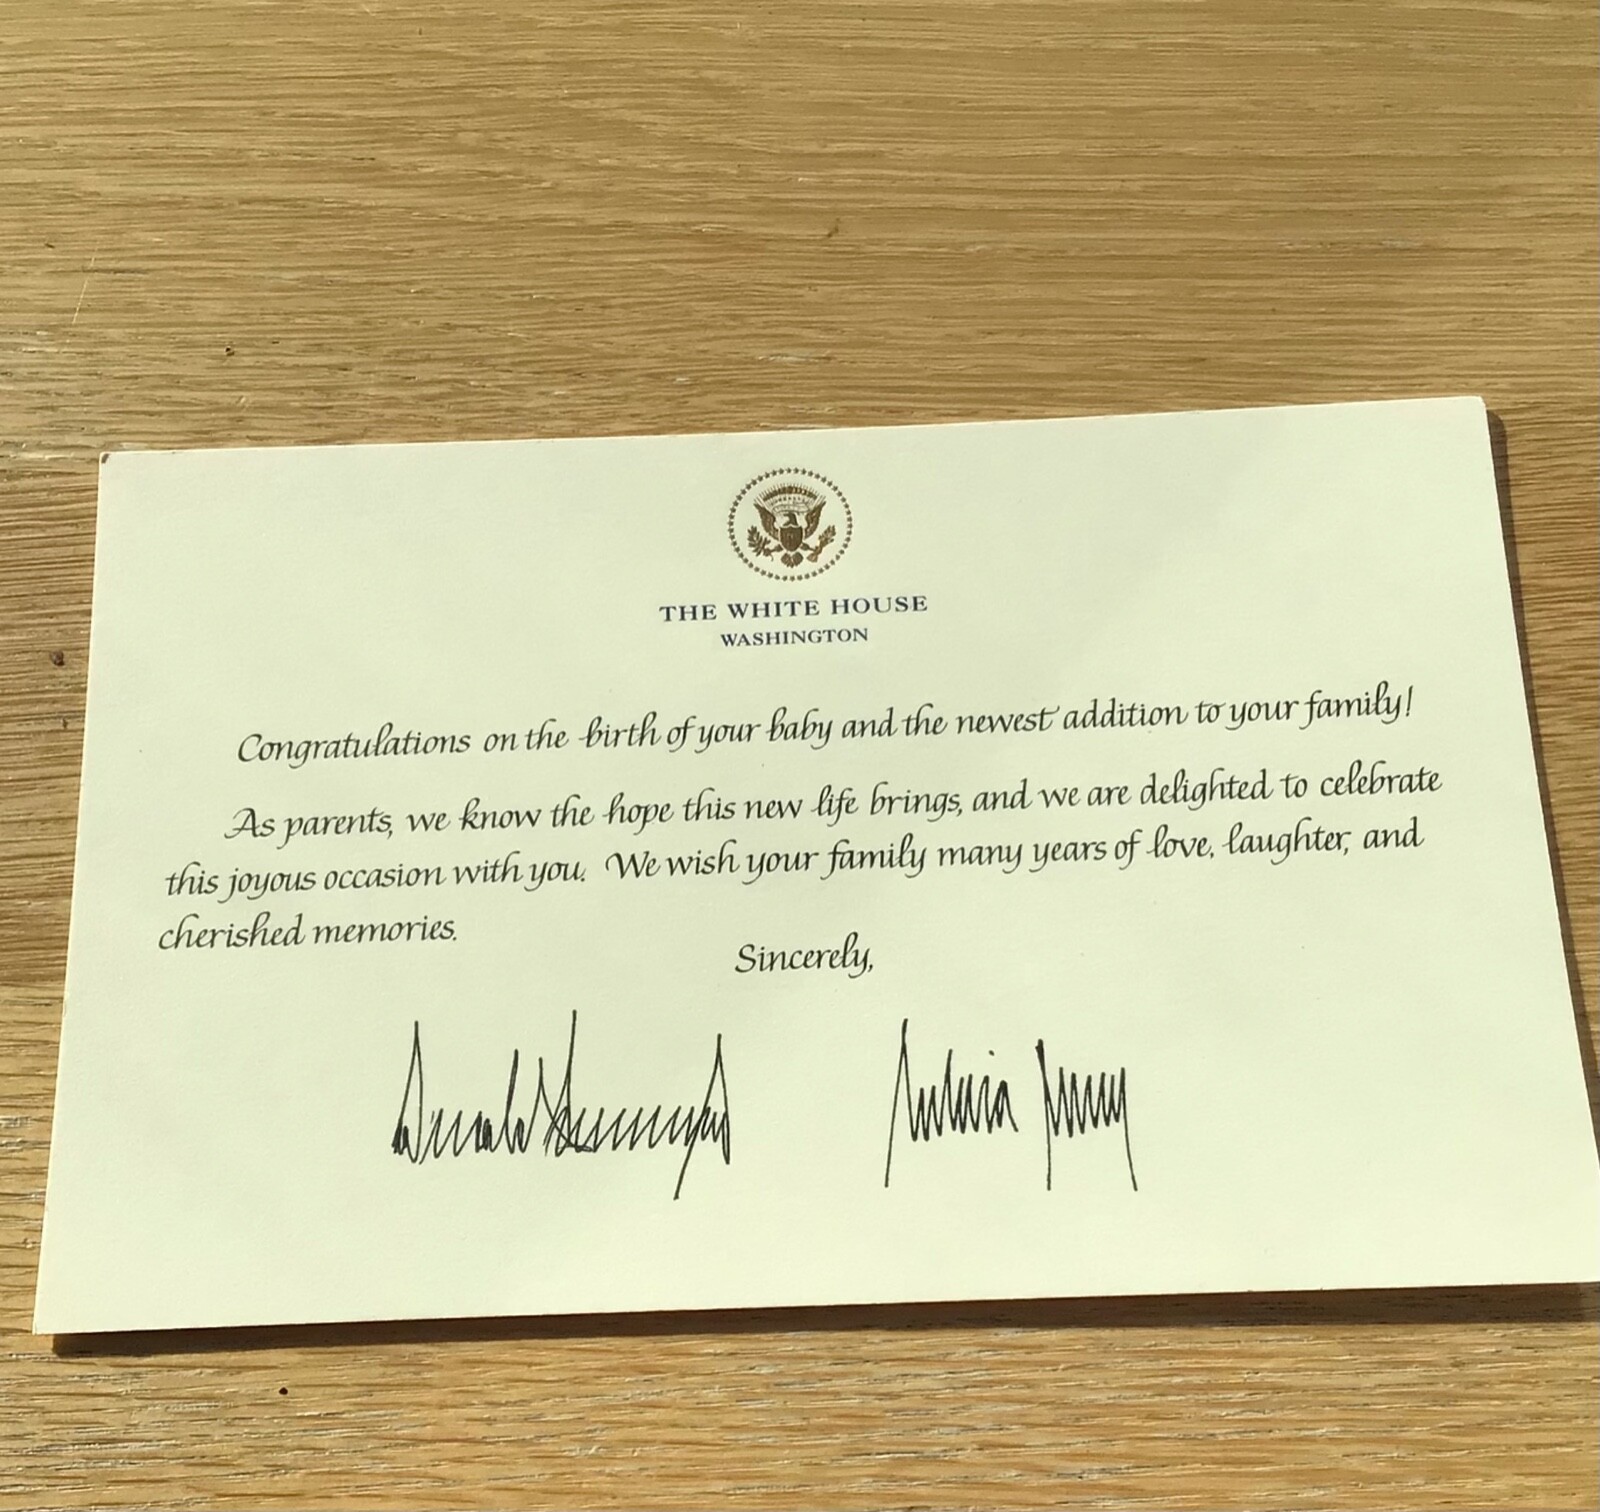 THE WHITE HOUSE
WASHINGTON
Congratulations on the birth of your baby and the newest addition to your family!
As parents, we know the hope this new life brings, and we are delighted to celebrate
this joyous occasion with you. We wish your family many years of love, laughter, and
cherished memories.
Sincerely,